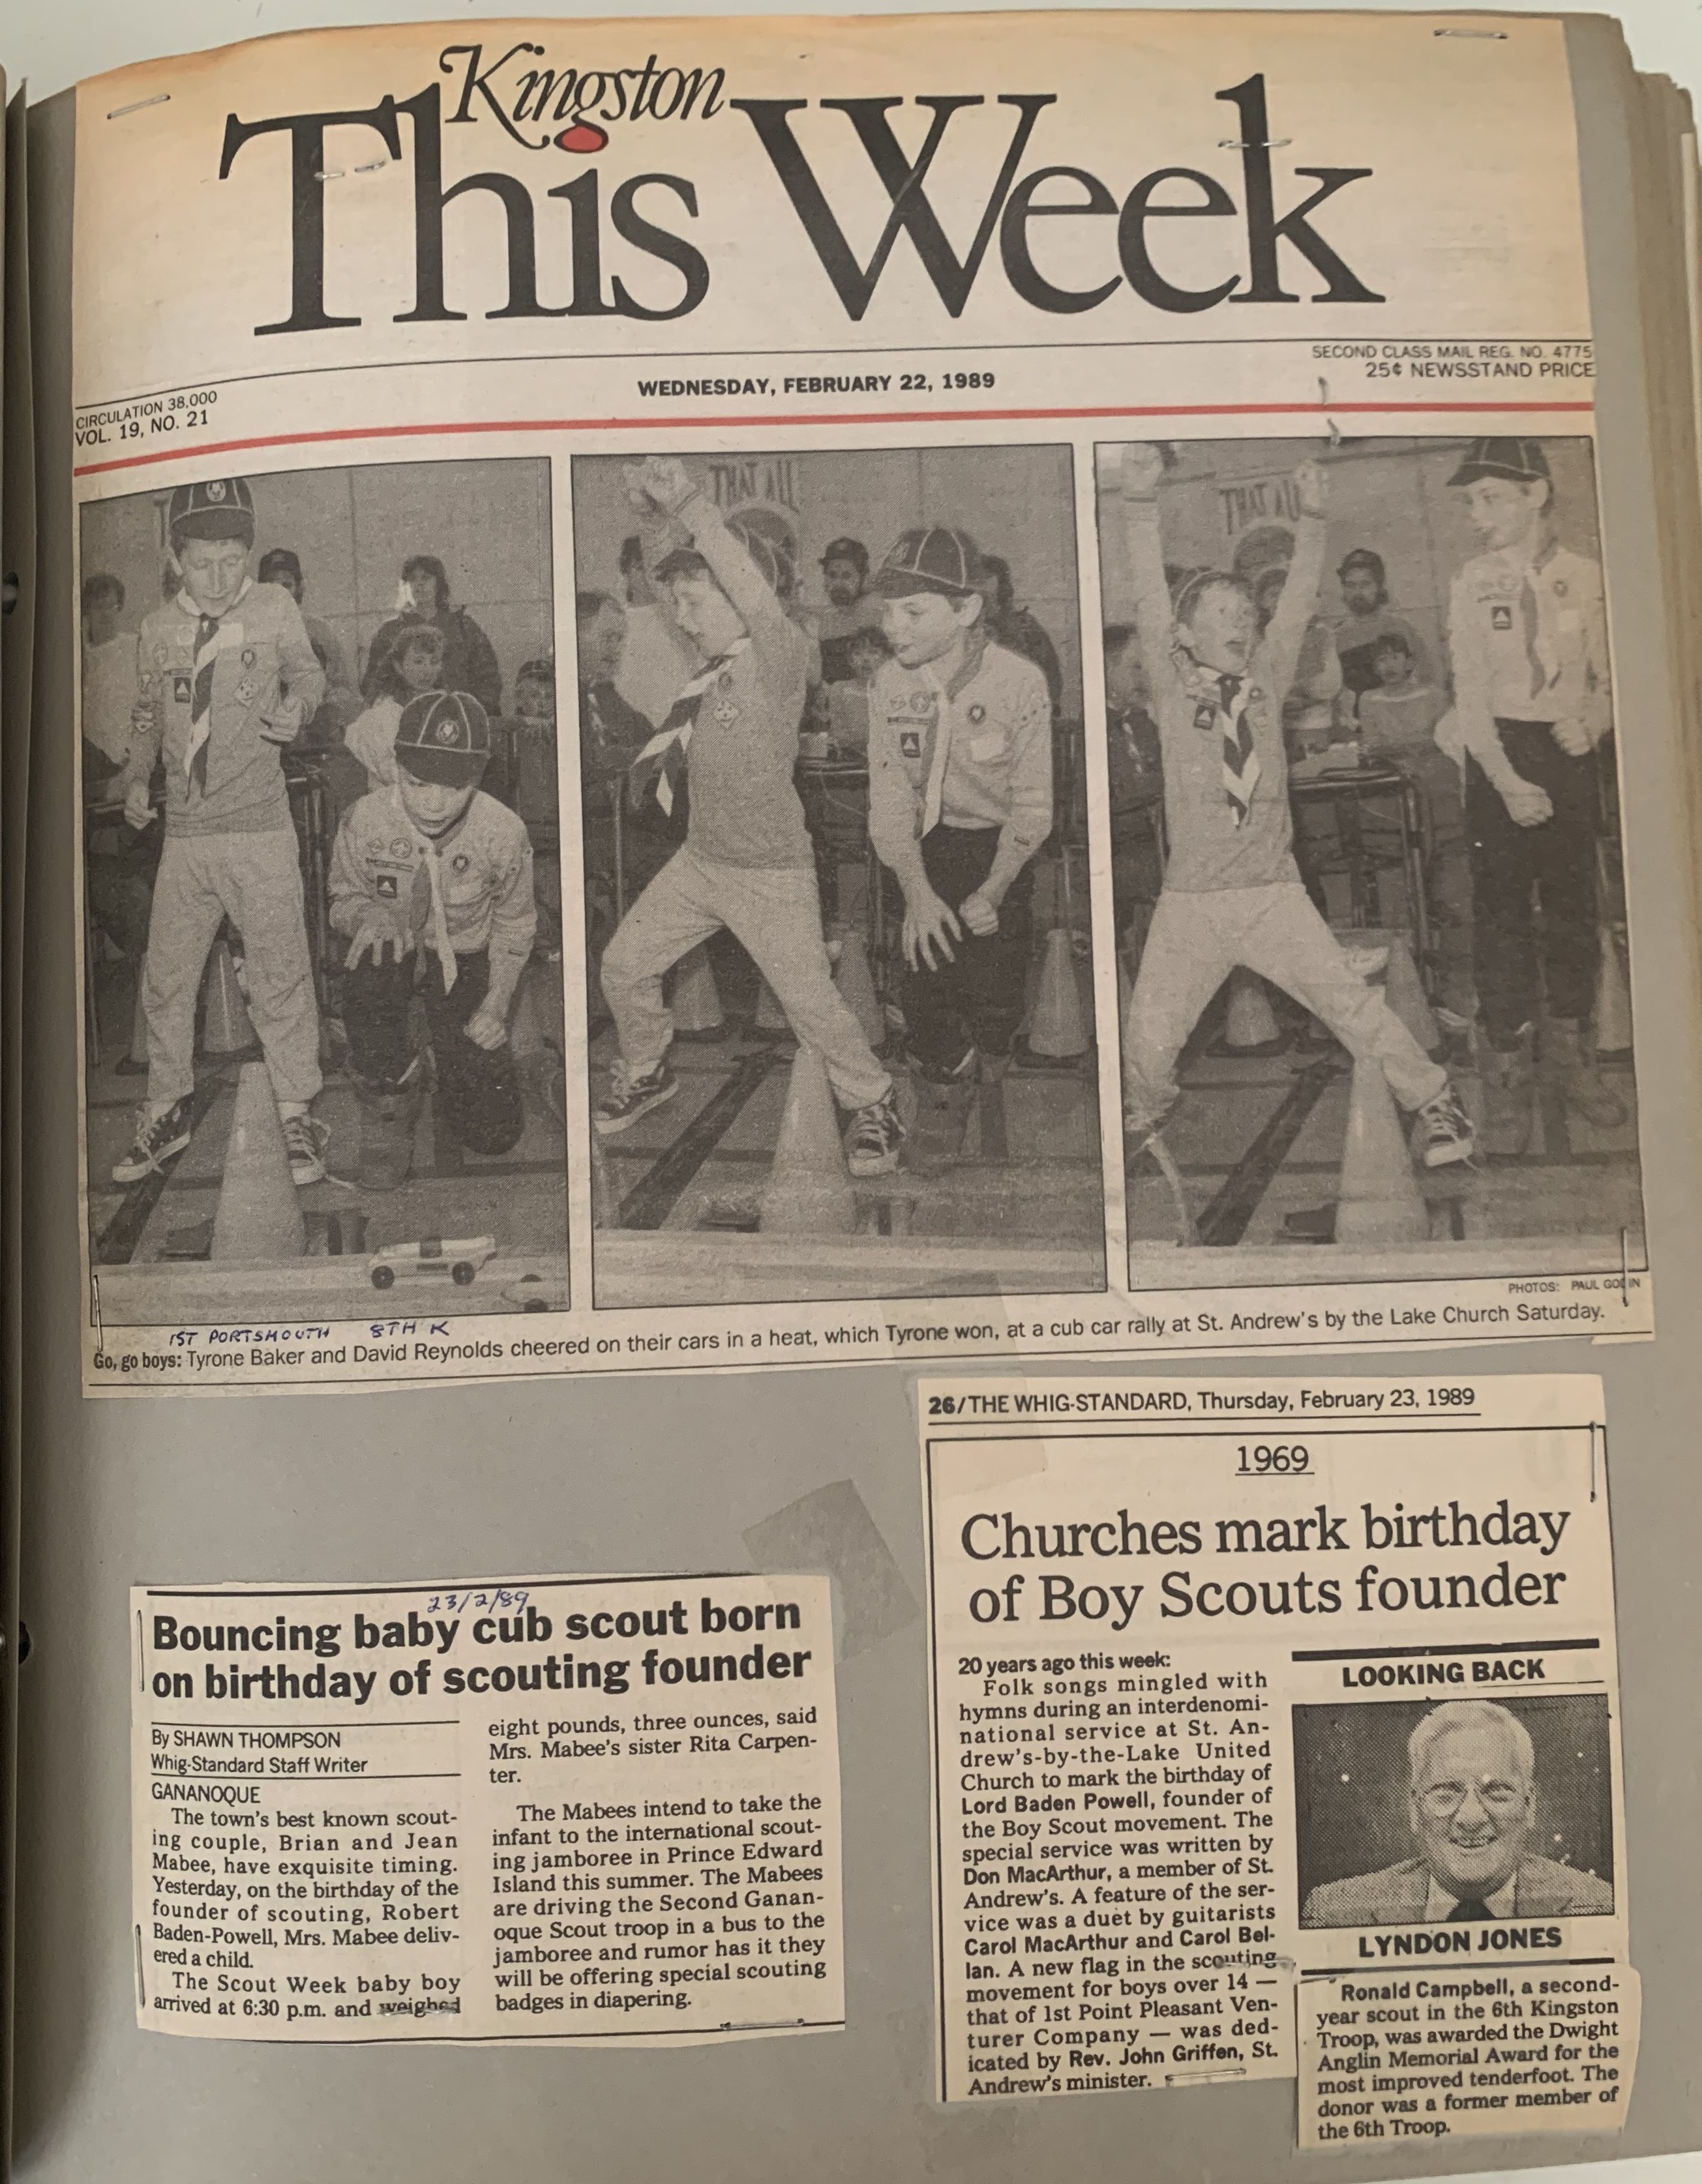 Kingston
This Week
SECOND CLASS MAIL REG. NO. 4775
25¢ NEWSSTAND PRICE
WEDNESDAY, FEBRUARY 22, 1989
CIRCULATION 38,000
VOL. 19, NO. 21
THAT ALL
THAT ALL
PHOTOS: PAUL
1ST PORTSMOUTH 8TH K
Go, go boys: Tyrone Baker and David Reynolds cheered on their cars in a heat, which Tyrone won, at a cub car rally at St. Andrew's by the Lake Church Saturday.
23/2/89
Bouncing baby cub scout born
on birthday of scouting founder
By SHAWN THOMPSON
Whig-Standard Staff Writer
GANANOQUE
The town's best known scout-
ing couple, Brian and Jean
Mabee, have exquisite timing.
Yesterday, on the birthday of the
founder of scouting, Robert
Baden-Powell, Mrs. Mabee deliv-
ered a child.
The Scout Week baby boy
arrived at 6:30 p.m. and weighed
eight pounds, three ounces, said
Mrs. Mabee's sister Rita Carpen-
ter.
The Mabees intend to take the
infant to the international scout-
ing jamboree in Prince Edward
Island this summer. The Mabees
are driving the Second Ganan-
oque Scout troop in a bus to the
jamboree and rumor has it they
will be offering special scouting
badges in diapering.
26/THE WHIG-STANDARD, Thursday, February 23, 1989
1969
Churches mark birthday
of Boy Scouts founder
20 years ago this week:
Folk songs mingled with
hymns during an interdenomi-
national service at St. An-
drew's-by-the-Lake United
Church to mark the birthday of
Lord Baden Powell, founder of
the Boy Scout movement. The
special service was written by
Don MacArthur, a member of St.
Andrew's. A feature of the ser-
vice was a duet by guitarists
Carol MacArthur and Carol Bel-
lan. A new flag in the scouting
movement for boys over 14 —
that of 1st Point Pleasant Ven-
turer Company — was ded-
icated by Rev. John Griffen, St.
Andrew's minister.
LOOKING BACK
LYNDON JONES
Ronald Campbell, a second-
year scout in the 6th Kingston
Troop, was awarded the Dwight
Anglin Memorial Award for the
most improved tenderfoot. The
donor was a former member of
the 6th Troop.